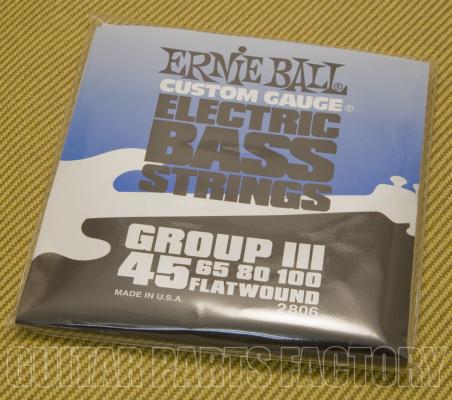 ERNIE BALL®
CUSTOM GAUGE®
ELECTRIC
BASS
STRINGS
GROUP III
45 65 80 100
FLATWOUND
2806
MADE IN U.S.A.
GUITAR PARTS FACTORY